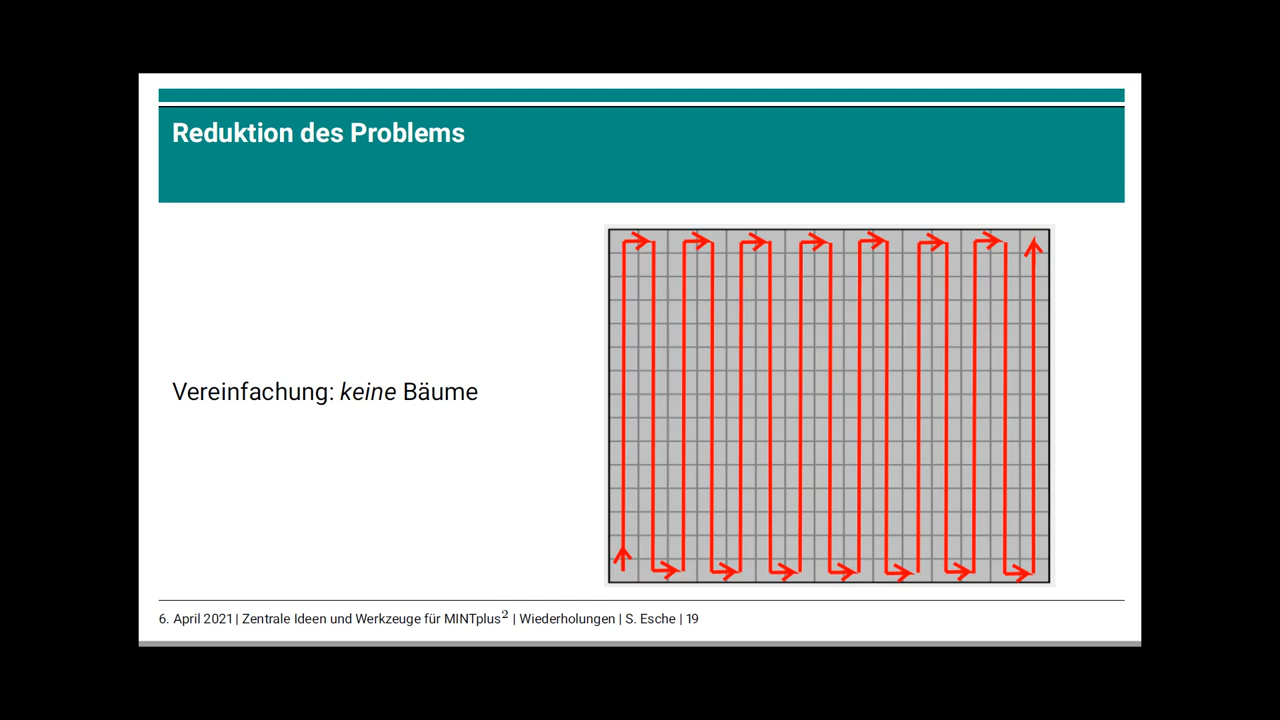 Reduktion des Problems
Vereinfachung: keine Bäume
6. April 2021 | Zentrale Ideen und Werkzeuge für MINTplus² | Wiederholungen | S. Esche | 19